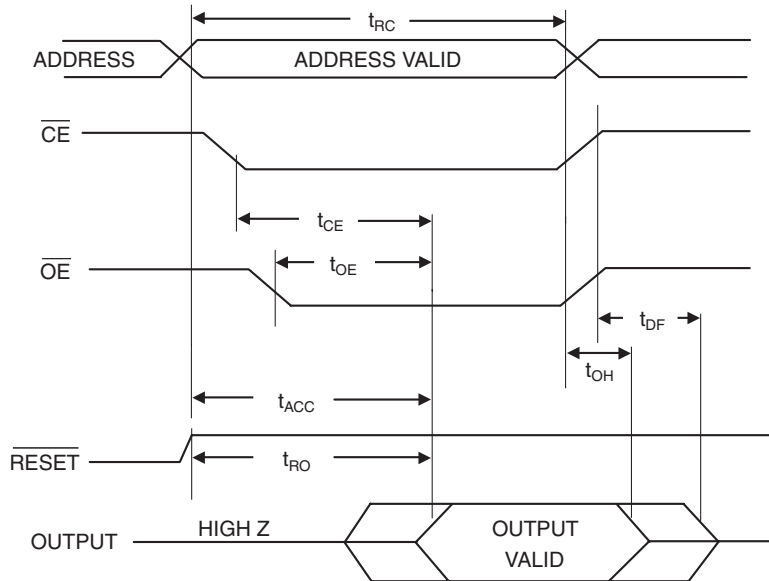 tRC
ADDRESS ADDRESS VALID
CE
tCE
tOE
OE
tDF
tOH
tACC
RESET
tRO
HIGH Z OUTPUT
OUTPUT VALID